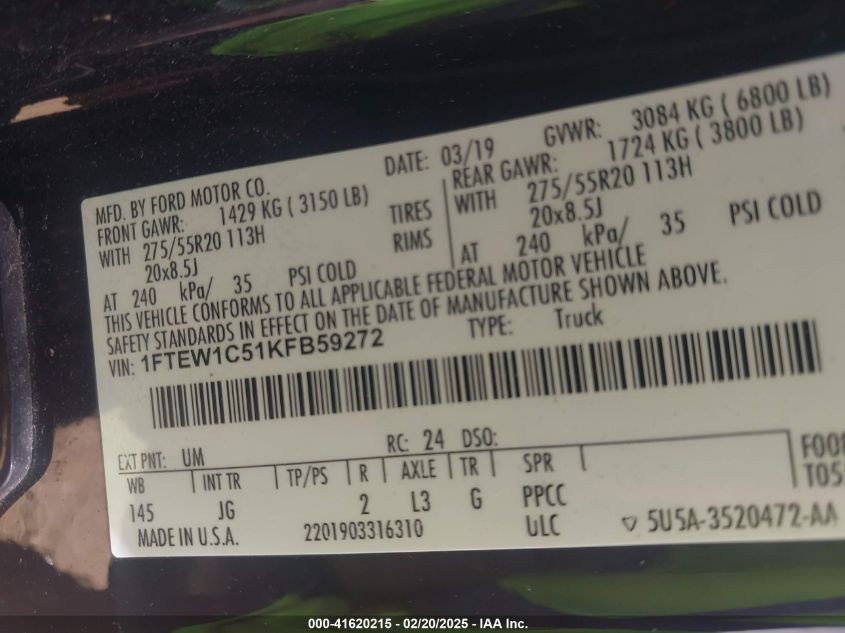 MFD. BY FORD MOTOR CO.
DATE: 03/19
GVWR: 3084 KG ( 6800 LB)
FRONT GAWR: 1429 KG ( 3150 LB)
REAR GAWR: 1724 KG ( 3800 LB)
WITH 275/55R20 113H TIRES
WITH 275/55R20 113H
20x8.5J RIMS
20x8.5J
AT 240 kPa/ 35 PSI COLD
AT 240 kPa/ 35 PSI COLD
THIS VEHICLE CONFORMS TO ALL APPLICABLE FEDERAL MOTOR VEHICLE
SAFETY STANDARDS IN EFFECT ON THE DATE OF MANUFACTURE SHOWN ABOVE.
VIN: 1FTEW1C51KFB59272
TYPE: Truck
EXT PNT: UM RC: 24 DSO:
WB INT TR TP/PS R AXLE TR SPR
145 JG 2 L3 G PPCC
MADE IN U.S.A. 2201903316310 ULC
5U5A-3520472-AA
000-41620215 - 02/20/2025 - IAA Inc.